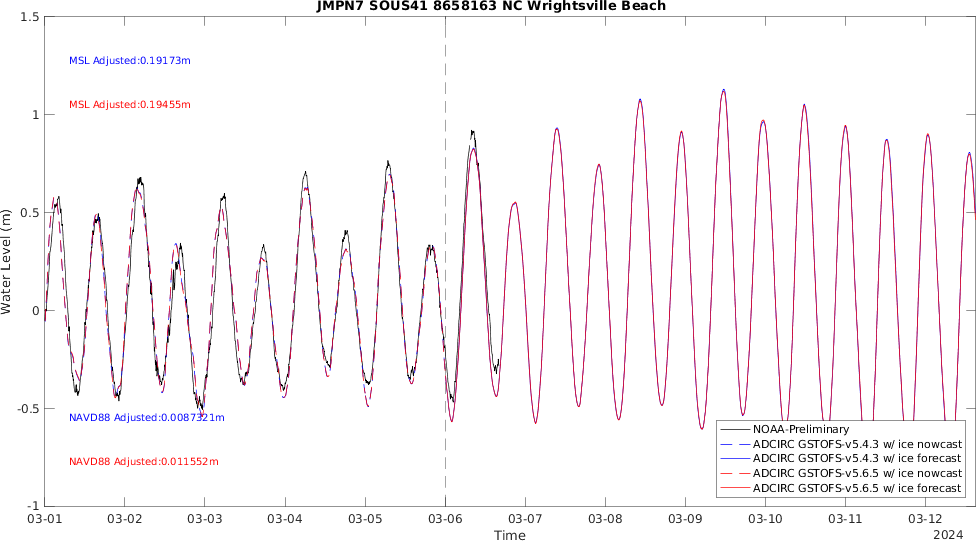 JMPN7 SOUS41 8658163 NC Wrightsville Beach
1.5
MSL Adjusted:0.19173m
MSL Adjusted:0.19455m
1
0.5
Water Level (m)
0
-0.5
NAVD88 Adjusted:0.0087321m
NAVD88 Adjusted:0.011552m
NOAA-Preliminary
ADCIRC GSTOFS-v5.4.3 w/ ice nowcast
ADCIRC GSTOFS-v5.4.3 w/ ice forecast
ADCIRC GSTOFS-v5.6.5 w/ ice nowcast
ADCIRC GSTOFS-v5.6.5 w/ ice forecast
-1
03-01 03-02 03-03 03-04 03-05 03-06 03-07 03-08 03-09 03-10 03-11 03-12
Time
2024